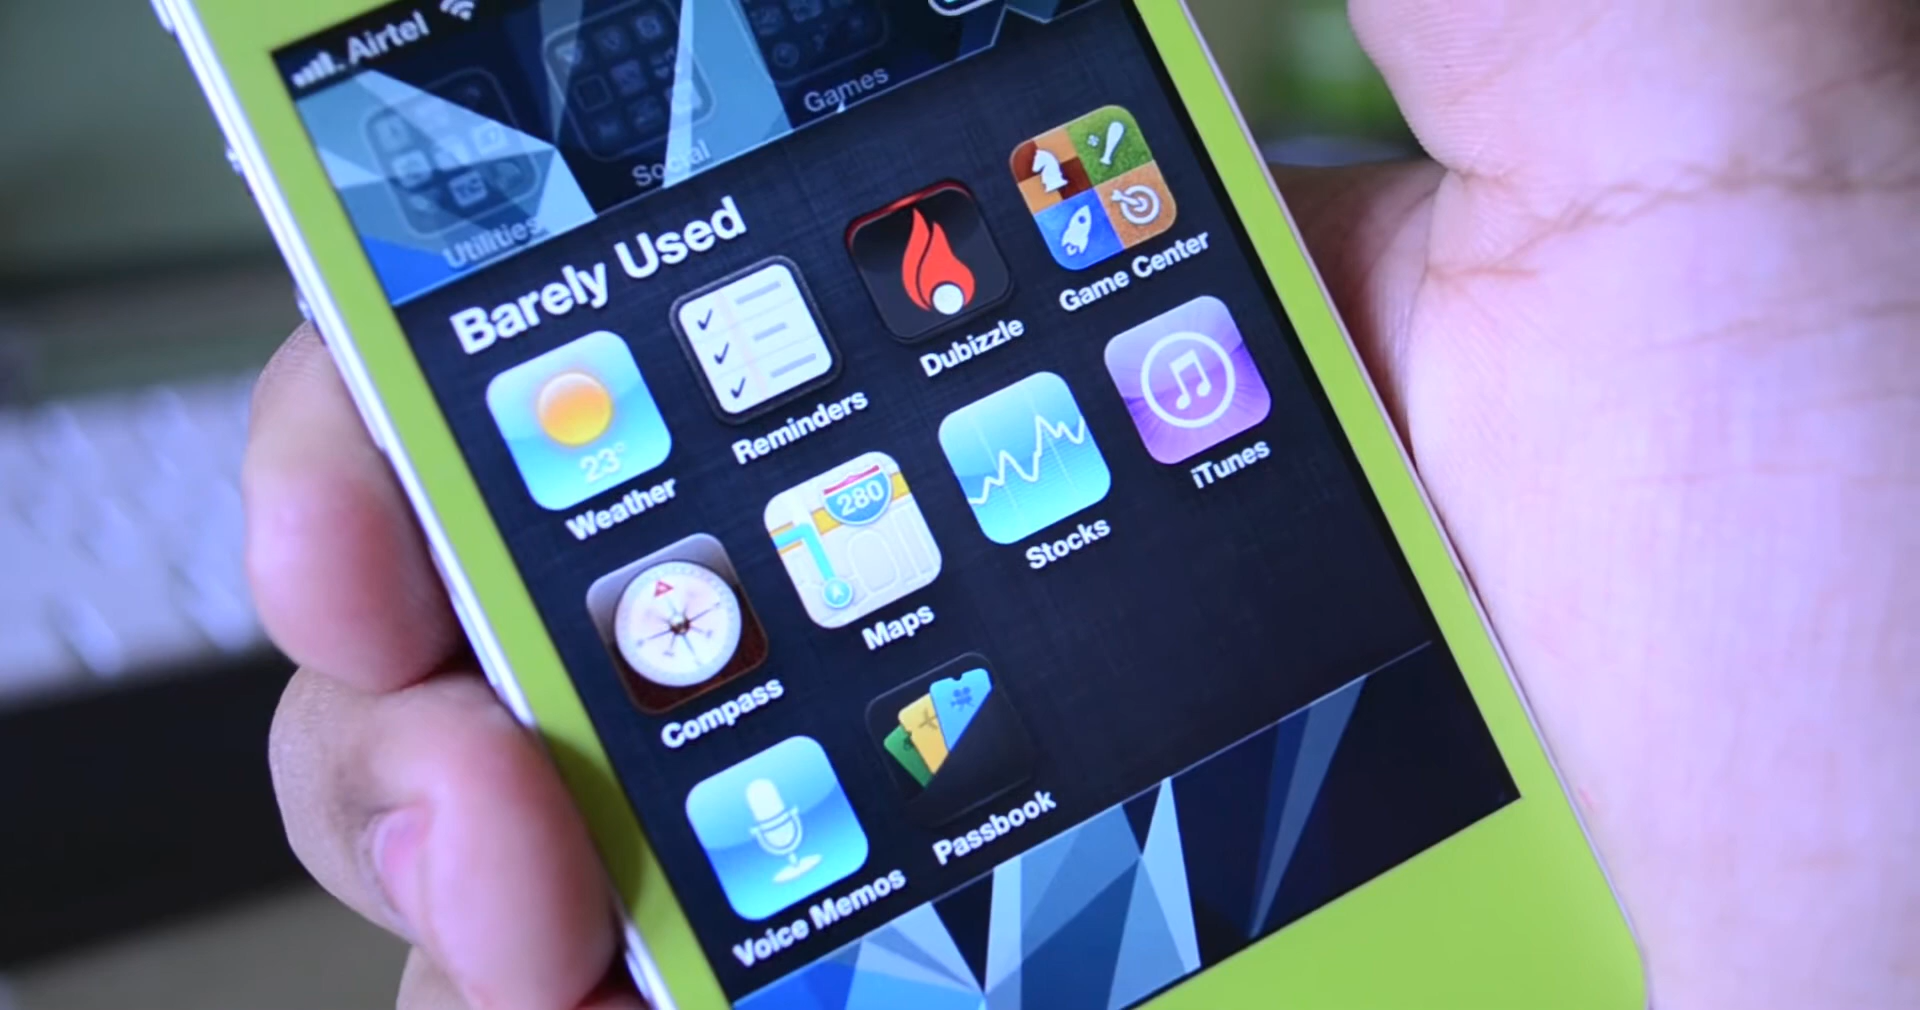 Airtel
Utilities
Social
Games
Barely Used
23°
Weather
Reminders
Dubizzle
Game Center
Compass
280
Maps
Stocks
iTunes
Voice Memos
Passbook